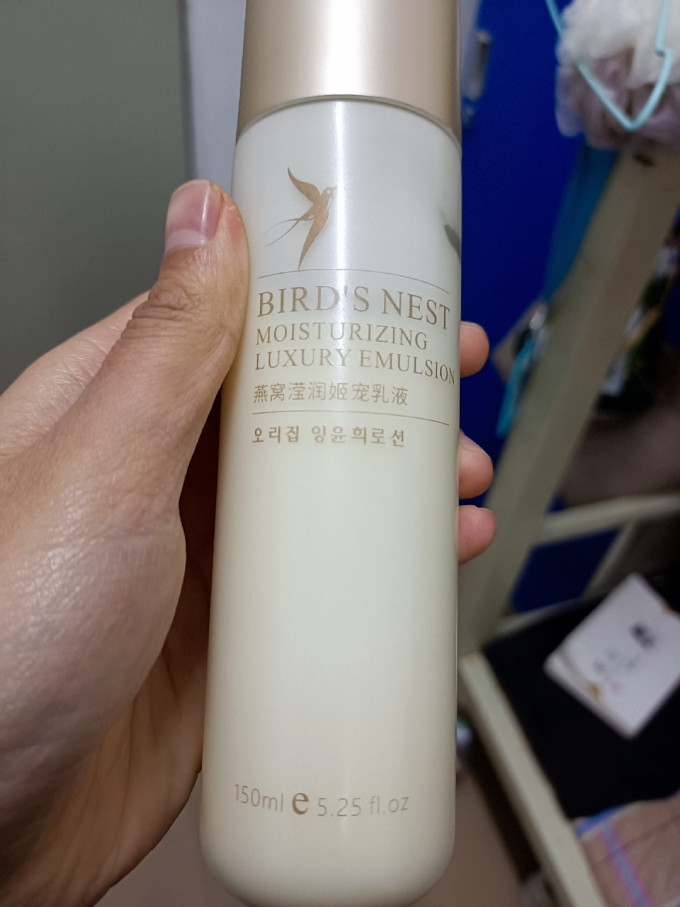 BIRD'S NEST
MOISTURIZING
LUXURY EMULSION
燕窝滢润姬宠乳液
오리집 잉윤희로션
150ml e 5.25 fl.oz